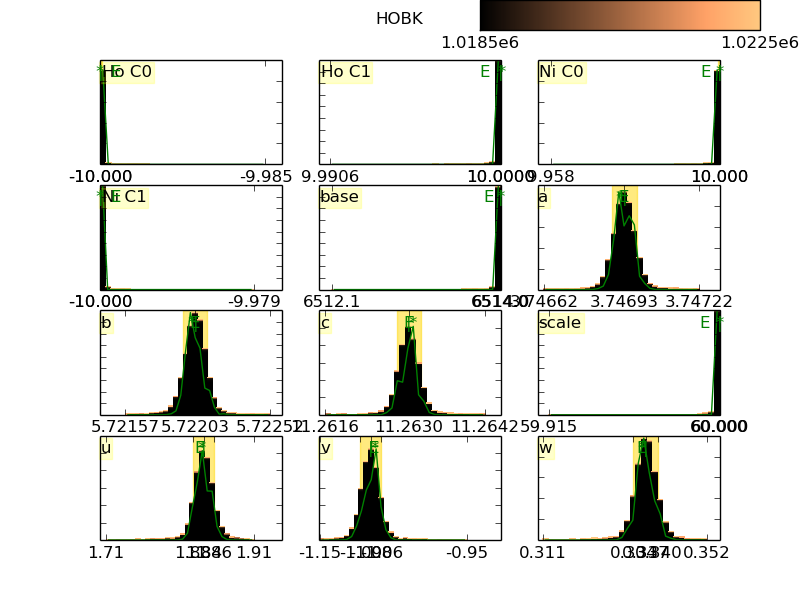 HOBK
1.0185e6 1.0225e6
Ho C0 E
Ho C1 E
Ni C0 E
-10.000 -9.985 9.9906 10.0000 9.958 10.000
Ni C1 E
base E
a E
-10.000 -9.979 6512.1 6514.0 3.74662 3.74693 3.74722
b
c E
scale E
5.72157 5.72203 5.72252 11.2616 11.2630 11.2642 59.915 60.000
u E
v E
w
1.71 1.91 -1.15 -0.95 0.311 0.352